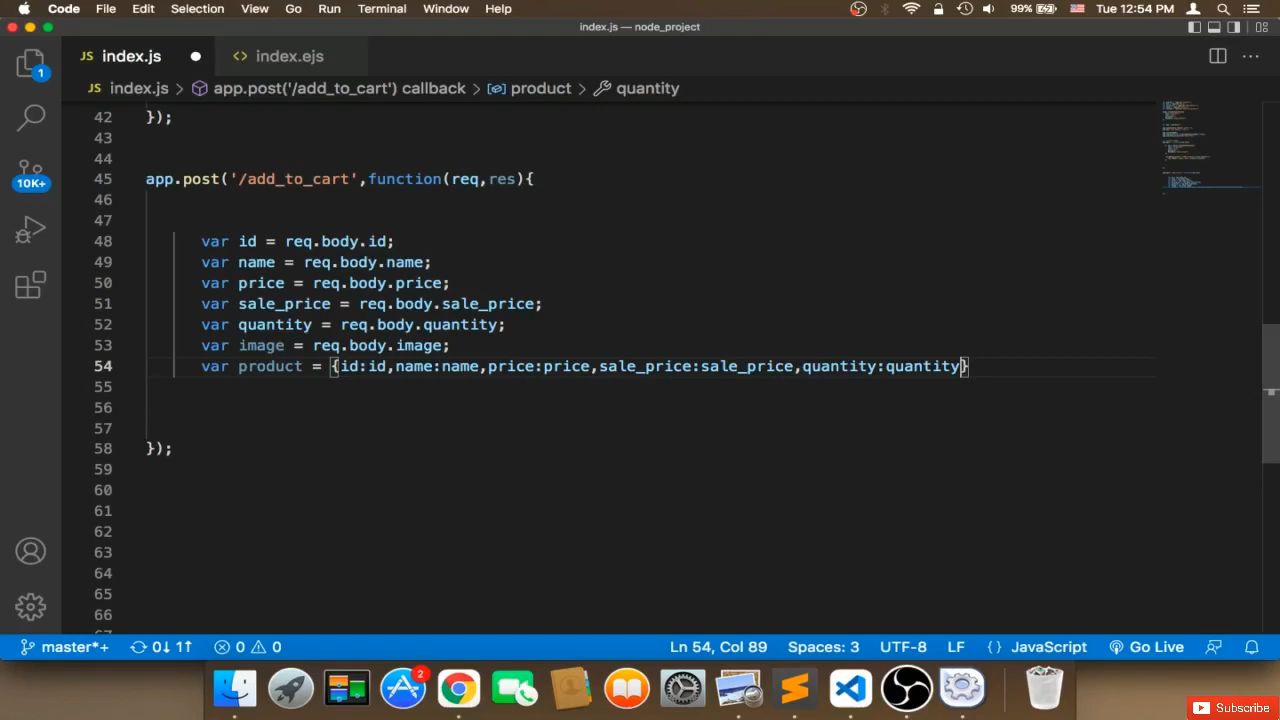 Code File Edit Selection View Go Run Terminal Window Help 99% Tue 12:54 PM
index.js — node_project
JS index.js <> index.ejs
JS index.js > app.post('/add_to_cart') callback > product > quantity
1
10K+
42 });
43
44
45 app.post('/add_to_cart',function(req,res){
46
47
48 var id = req.body.id;
49 var name = req.body.name;
50 var price = req.body.price;
51 var sale_price = req.body.sale_price;
52 var quantity = req.body.quantity;
53 var image = req.body.image;
54 var product = {id:id,name:name,price:price,sale_price:sale_price,quantity:quantity}
55
56
57
58 });
59
60
61
62
63
64
65
66
master*+ 0↓ 1↑ 0 0 Ln 54, Col 89 Spaces: 3 UTF-8 LF {} JavaScript Go Live
2
Subscribe